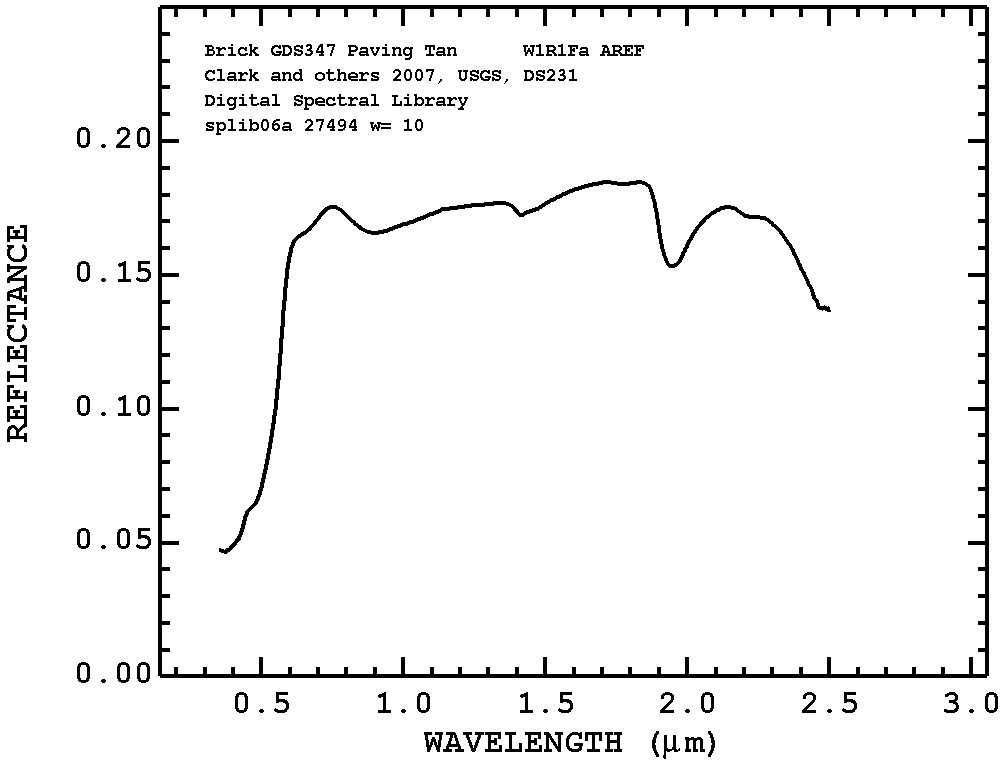 Brick GDS347 Paving Tan W1R1Fa AREF
Clark and others 2007, USGS, DS231
Digital Spectral Library
splib06a 27494 w= 10
0.20
0.15
0.10
0.05
0.00
REFLECTANCE
0.5 1.0 1.5 2.0 2.5 3.0
WAVELENGTH (μm)